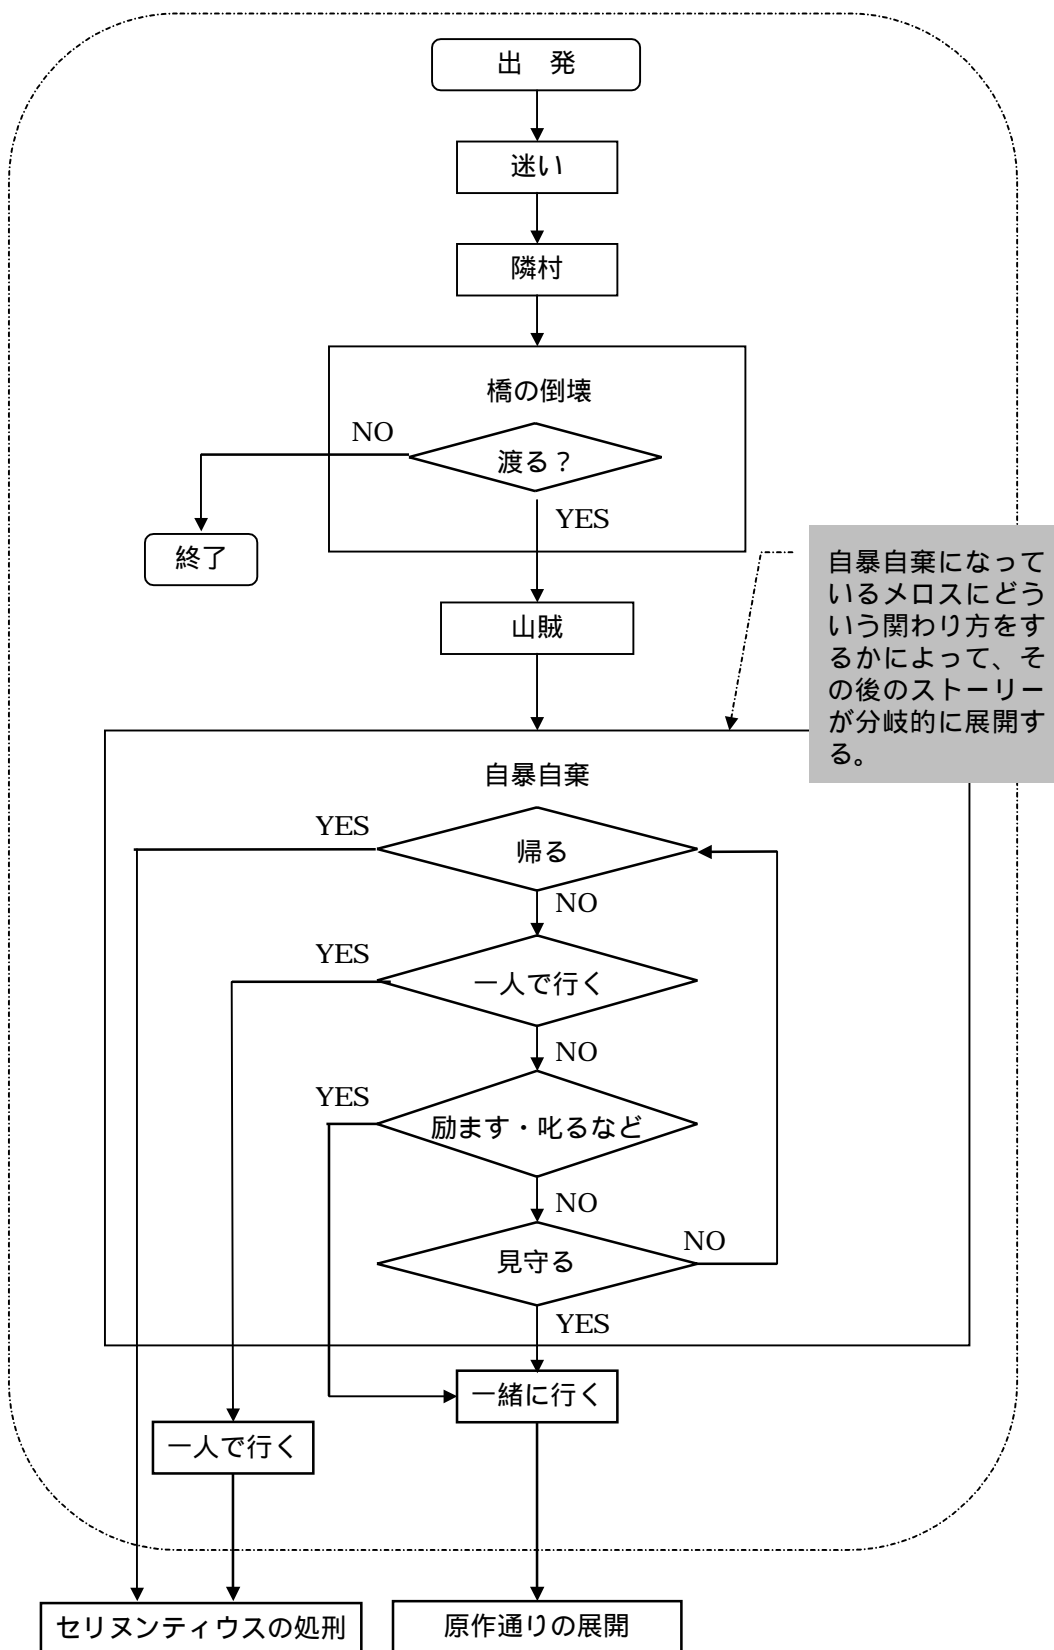 出　発
迷い
隣村
橋の倒壊
NO
渡る？
YES
終了
山賊
自暴自棄になって
いるメロスにどう
いう関わり方をす
るかによって、そ
の後のストーリー
が分岐的に展開す
る。
自暴自棄
YES
帰る
NO
YES
一人で行く
NO
YES
励ます・叱るなど
NO
見守る
NO
YES
一緒に行く
一人で行く
セリヌンティウスの処刑
原作通りの展開